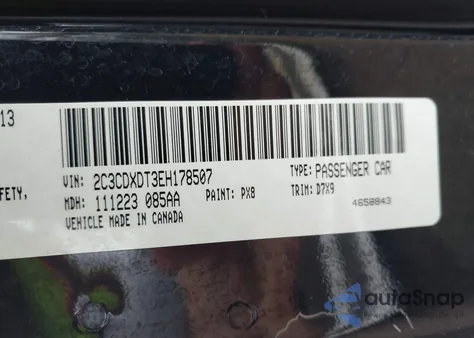 13
VIN: 2C3CDXDT3EH178507 TYPE: PASSENGER CAR
FETY, MDH: 111223 085AA PAINT: PX8 TRIM: D7X9
VEHICLE MADE IN CANADA 4658843
autoSnap